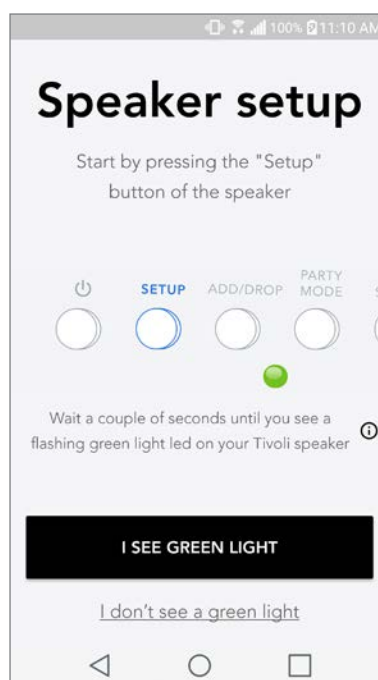 100% 11:10 AM
Speaker setup
Start by pressing the "Setup"
button of the speaker
SETUP ADD/DROP PARTY MODE
Wait a couple of seconds until you see a
flashing green light led on your Tivoli speaker
I SEE GREEN LIGHT
I don't see a green light